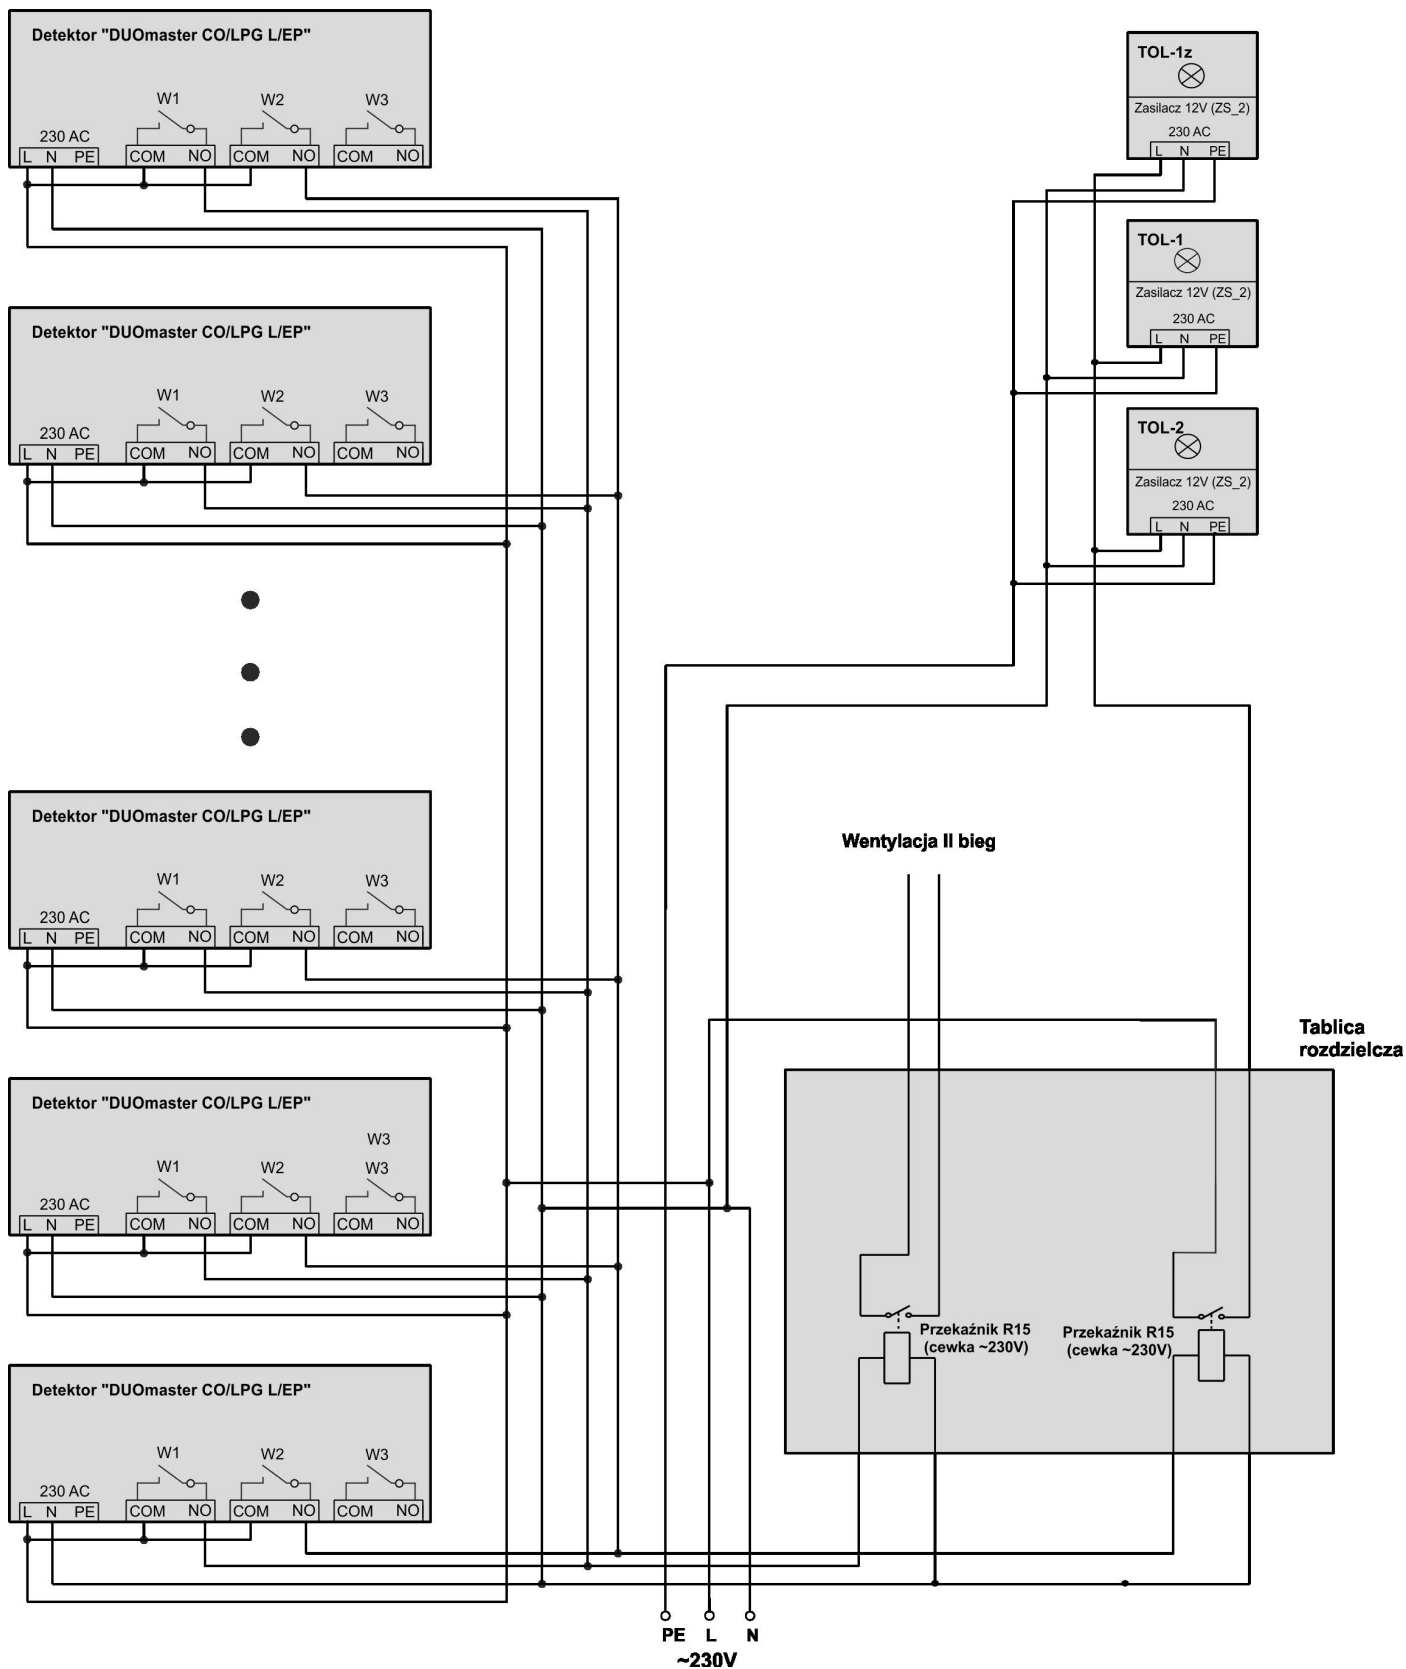 Detektor "DUOmaster CO/LPG L/EP"
W1 W2 W3
230 AC
L N PE COM NO COM NO COM NO
Detektor "DUOmaster CO/LPG L/EP"
W1 W2 W3
230 AC
L N PE COM NO COM NO COM NO
Detektor "DUOmaster CO/LPG L/EP"
W1 W2 W3
230 AC
L N PE COM NO COM NO COM NO
Detektor "DUOmaster CO/LPG L/EP"
W3
W1 W2 W3
230 AC
L N PE COM NO COM NO COM NO
Detektor "DUOmaster CO/LPG L/EP"
W1 W2 W3
230 AC
L N PE COM NO COM NO COM NO
TOL-1z
Zasilacz 12V (ZS_2)
230 AC
L N PE
TOL-1
Zasilacz 12V (ZS_2)
230 AC
L N PE
TOL-2
Zasilacz 12V (ZS_2)
230 AC
L N PE
Wentylacja II bieg
Tablica
rozdzielcza
Przekaźnik R15
(cewka ~230V)
Przekaźnik R15
(cewka ~230V)
PE L N
~230V